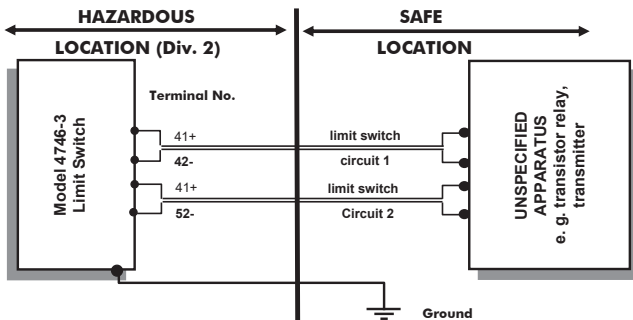 HAZARDOUS
LOCATION (Div. 2)
SAFE
LOCATION
Terminal No.
Model 4746-3
Limit Switch
41+
42-
41+
52-
limit switch
circuit 1
limit switch
Circuit 2
UNSPECIFIED
APPARATUS
e. g. transistor relay,
transmitter
Ground